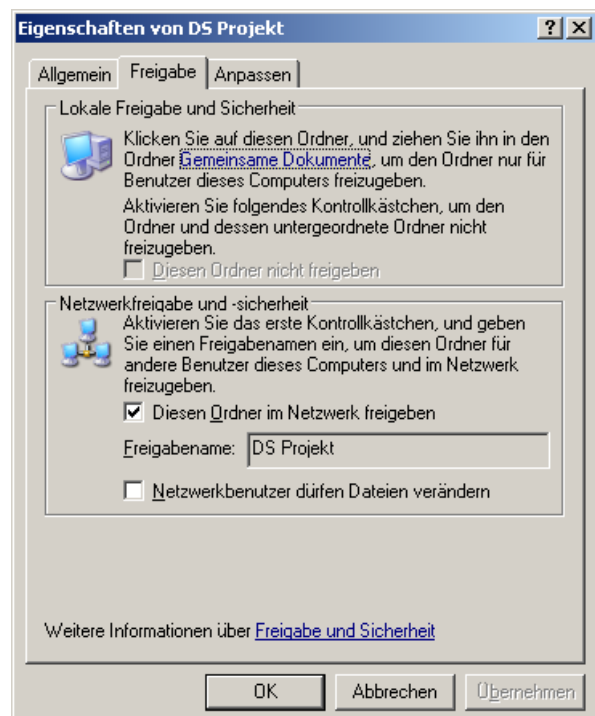 Eigenschaften von DS Projekt
Allgemein Freigabe Anpassen
Lokale Freigabe und Sicherheit
Klicken Sie auf diesen Ordner, und ziehen Sie ihn in den
Ordner Gemeinsame Dokumente, um den Ordner nur für
Benutzer dieses Computers freizugeben.
Aktivieren Sie folgendes Kontrollkästchen, um den
Ordner und dessen untergeordnete Ordner nicht
freizugeben.
Diesen Ordner nicht freigeben
Netzwerkfreigabe und -sicherheit
Aktivieren Sie das erste Kontrollkästchen, und geben
Sie einen Freigabenamen ein, um diesen Ordner für
andere Benutzer dieses Computers und im Netzwerk
freizugeben.
Diesen Ordner im Netzwerk freigeben
Freigabename: DS Projekt
Netzwerkbenutzer dürfen Dateien verändern
Weitere Informationen über Freigabe und Sicherheit
OK Abbrechen Übernehmen